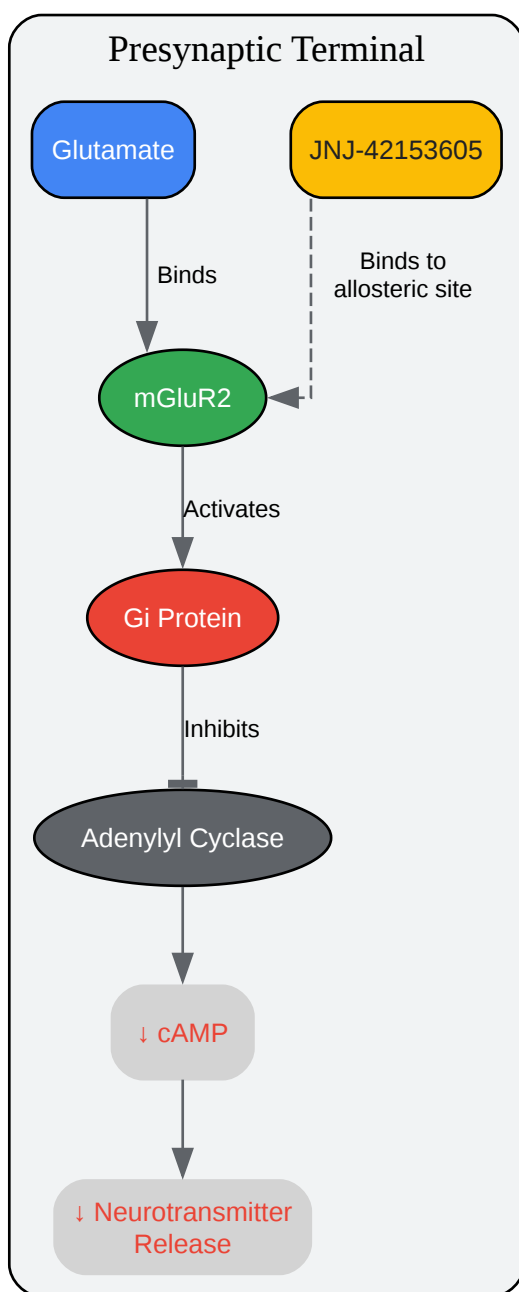 Presynaptic Terminal
Glutamate
JNJ-42153605
Binds
Binds to
allosteric site
mGluR2
Activates
Gi Protein
Inhibits
Adenylyl Cyclase
↓ cAMP
↓ Neurotransmitter
Release